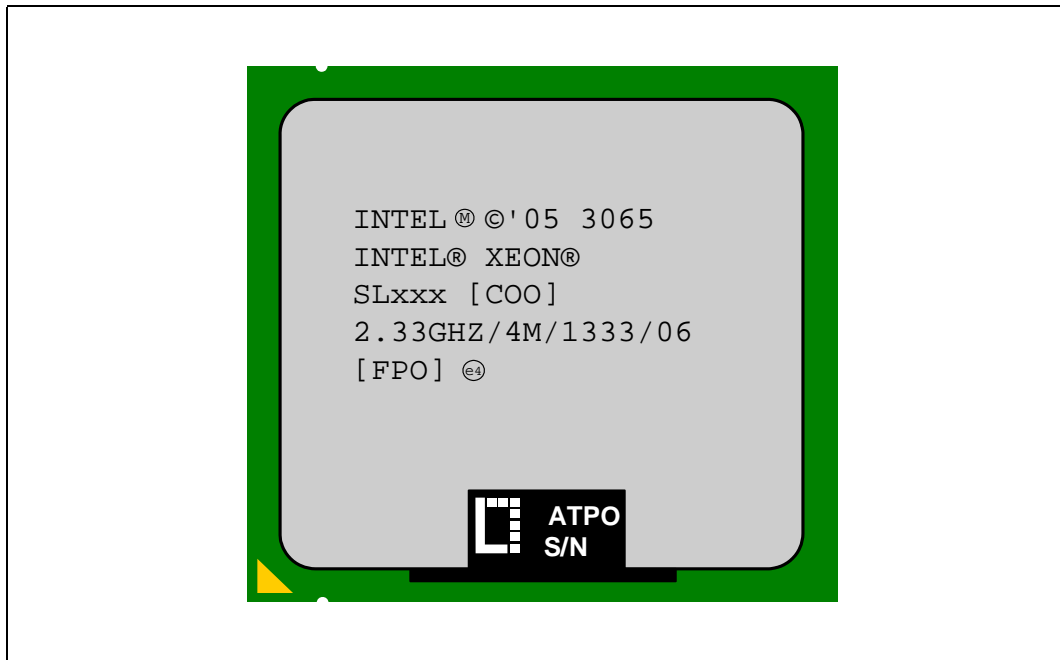 INTEL Ⓜ ©'05 3065
INTEL® XEON®
SLxxx [COO]
2.33GHZ/4M/1333/06
[FPO] (e4)
ATPO
S/N